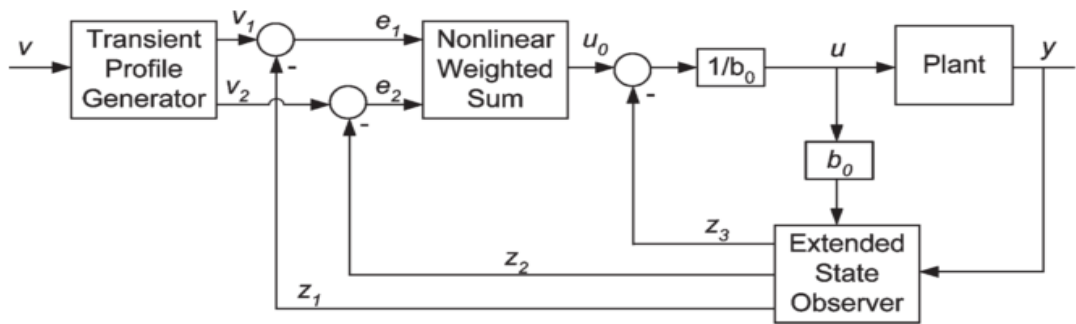 v
Transient
Profile
Generator
v₁
v₂
-
-
e₁
e₂
Nonlinear
Weighted
Sum
u₀
-
1/b₀
u
Plant
y
b₀
Extended
State
Observer
z₃
z₂
z₁